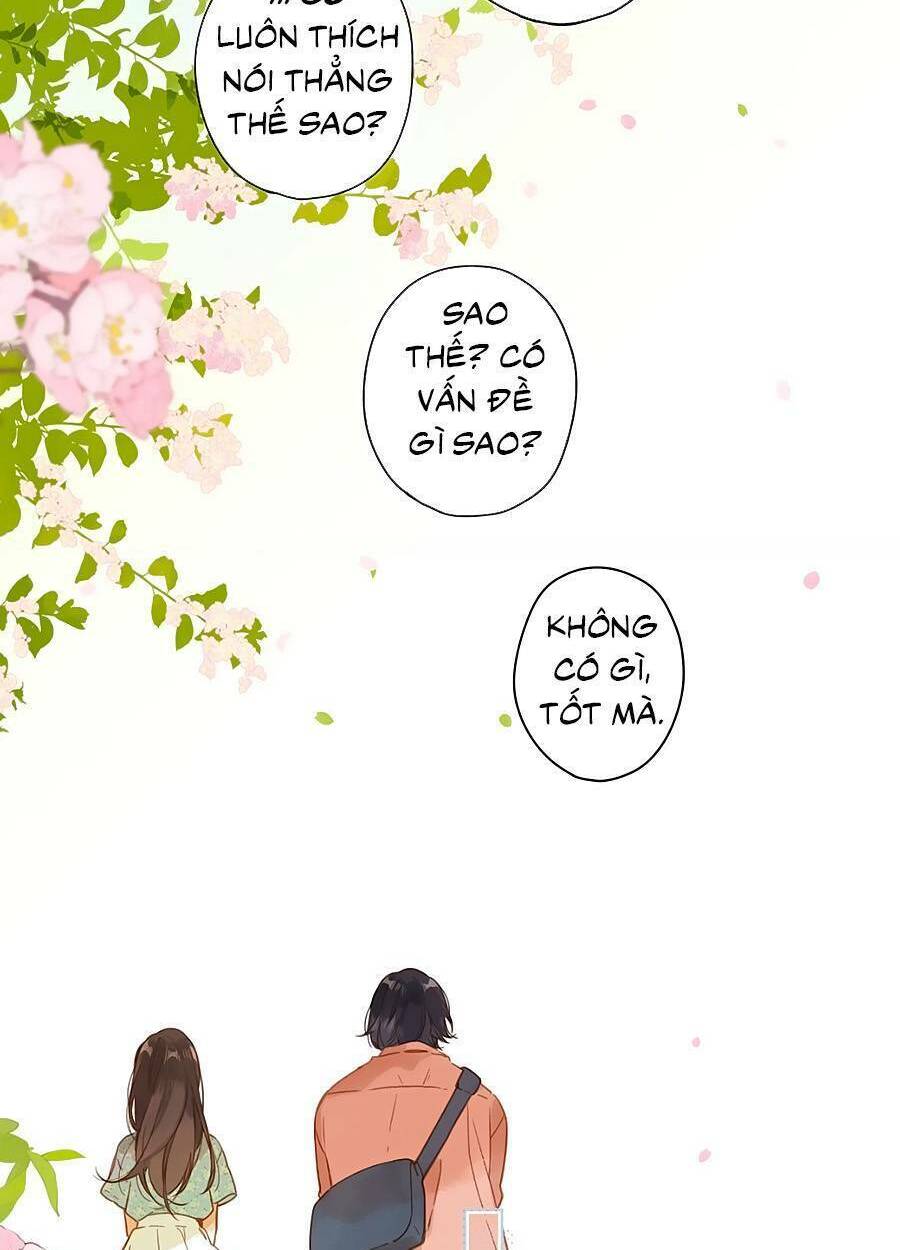 LUÔN THÍCH
NÓI THẲNG
THẾ SAO?
SAO
THẾ? CÓ
VẤN ĐỀ
GÌ SAO?
KHÔNG
CÓ GÌ,
TỐT MÀ.